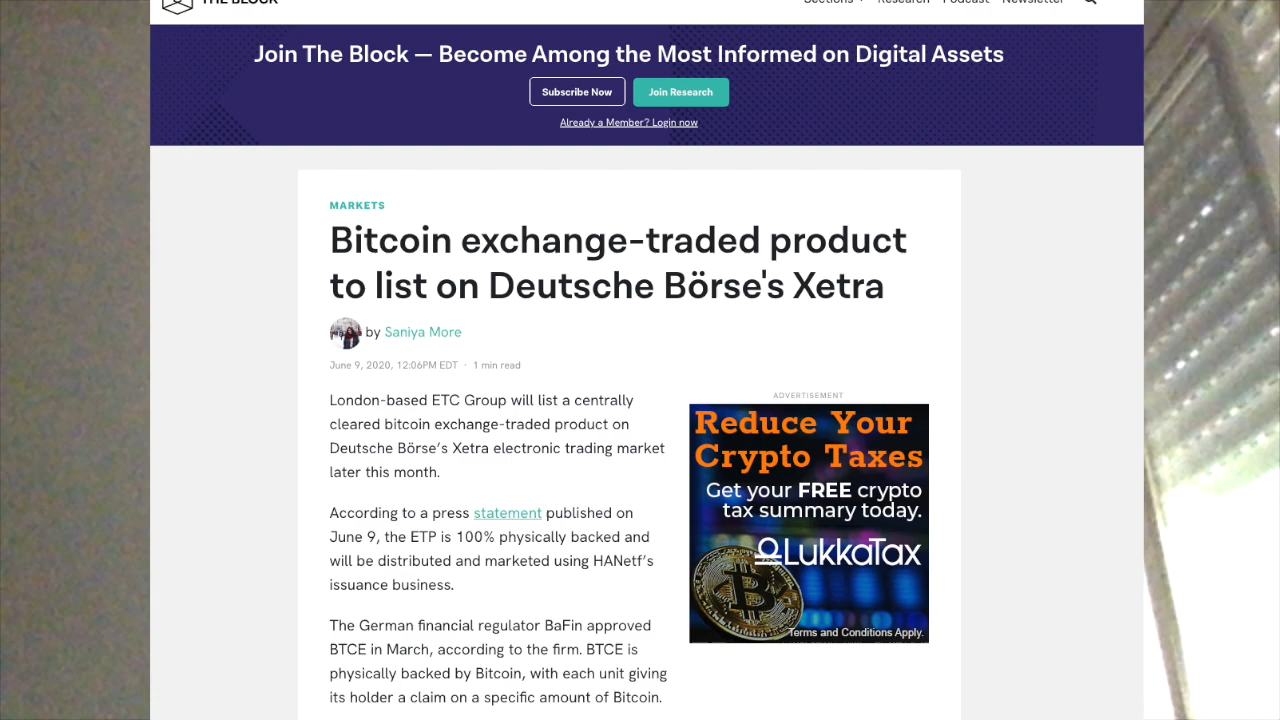 THE BLOCK
Sections
Research
Podcast
Newsletter
Join The Block — Become Among the Most Informed on Digital Assets
Subscribe Now
Join Research
Already a Member? Login now
MARKETS
Bitcoin exchange-traded product
to list on Deutsche Börse's Xetra
by Saniya More
June 9, 2020, 12:06PM EDT · 1 min read
London-based ETC Group will list a centrally
cleared bitcoin exchange-traded product on
Deutsche Börse’s Xetra electronic trading market
later this month.
According to a press statement published on
June 9, the ETP is 100% physically backed and
will be distributed and marketed using HANetf’s
issuance business.
The German financial regulator BaFin approved
BTCE in March, according to the firm. BTCE is
physically backed by Bitcoin, with each unit giving
its holder a claim on a specific amount of Bitcoin.
ADVERTISEMENT
Reduce Your
Crypto Taxes
Get your FREE crypto
tax summary today.
LukkaTax
Terms and Conditions Apply.